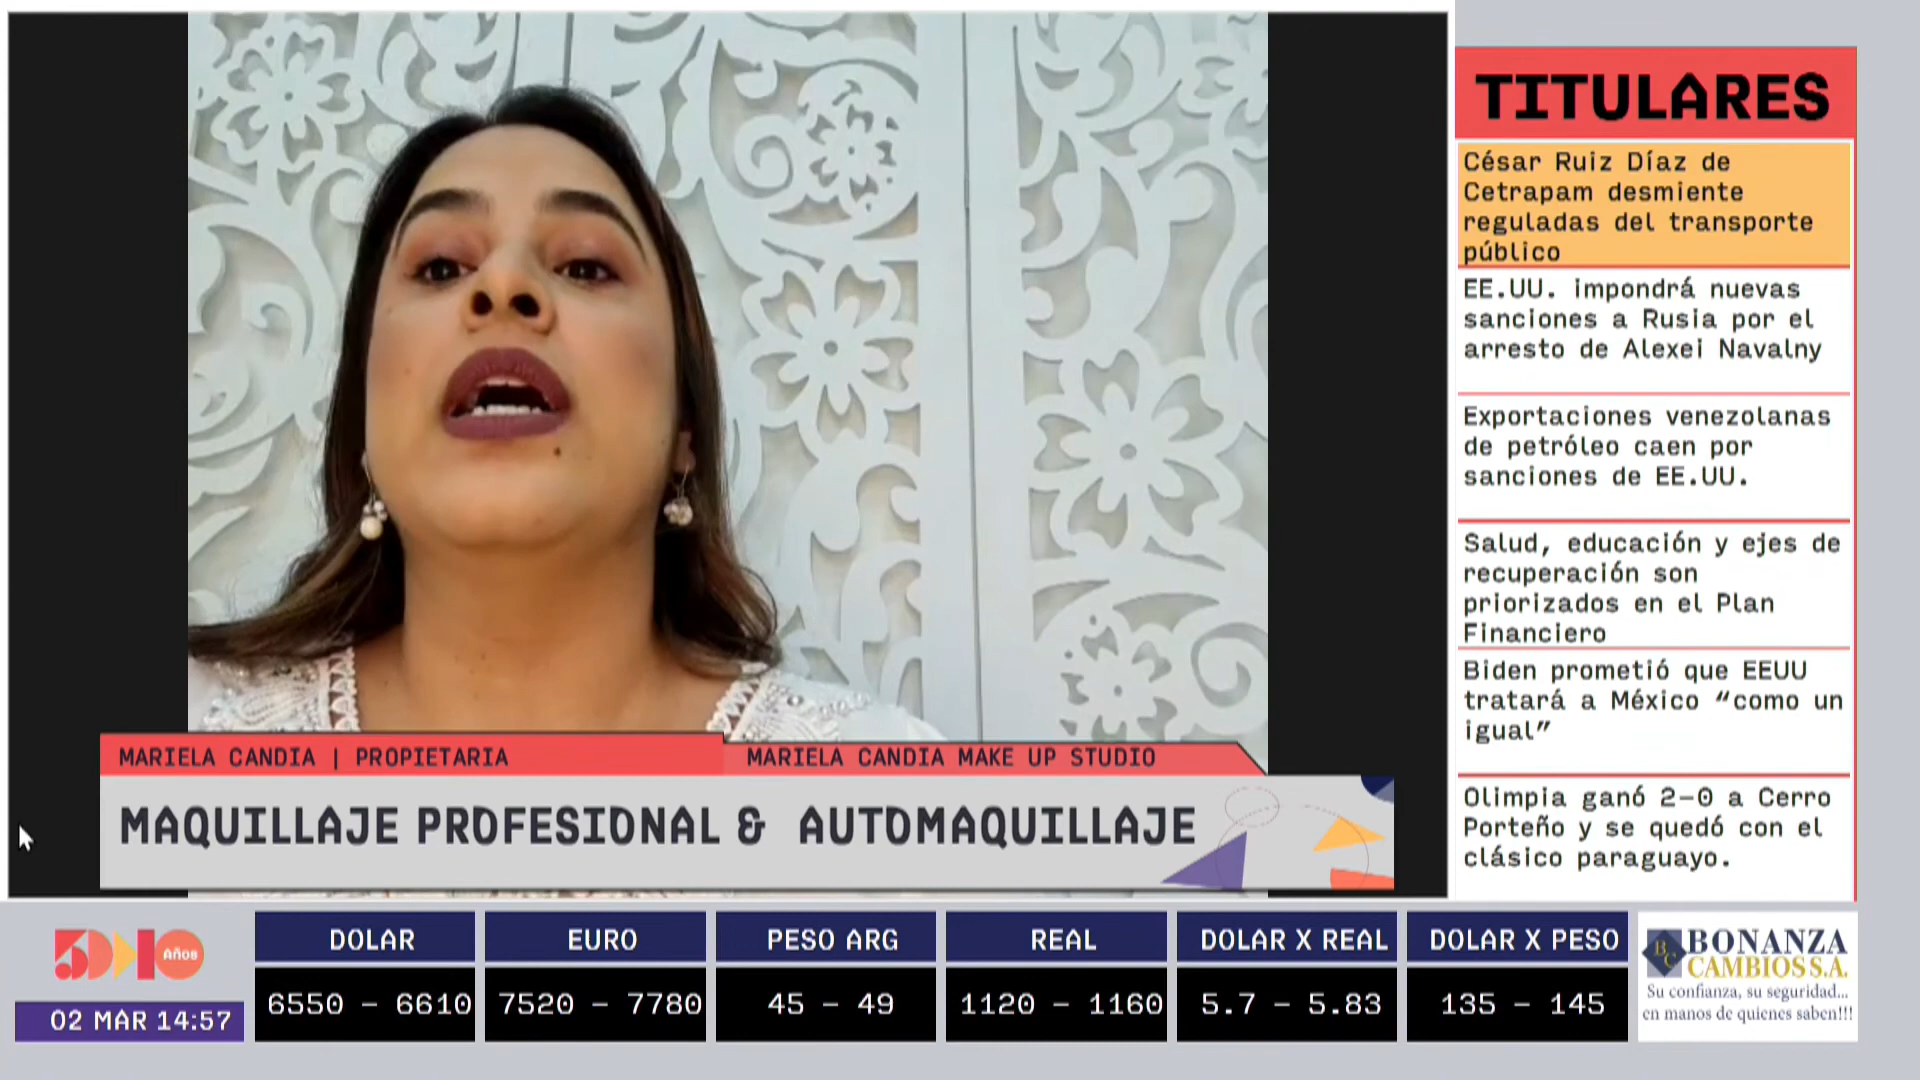 TITULARES
César Ruiz Díaz de
Cetrapam desmiente
reguladas del transporte
público
EE.UU. impondrá nuevas
sanciones a Rusia por el
arresto de Alexei Navalny
Exportaciones venezolanas
de petróleo caen por
sanciones de EE.UU.
Salud, educación y ejes de
recuperación son
priorizados en el Plan
Financiero
Biden prometió que EEUU
tratará a México “como un
igual”
Olimpia ganó 2-0 a Cerro
Porteño y se quedó con el
clásico paraguayo.
MARIELA CANDIA | PROPIETARIA
MARIELA CANDIA MAKE UP STUDIO
MAQUILLAJE PROFESIONAL & AUTOMAQUILLAJE
Años
02 MAR 14:57
DOLAR
6550 - 6610
EURO
7520 - 7780
PESO ARG
45 - 49
REAL
1120 - 1160
DOLAR X REAL
5.7 - 5.83
DOLAR X PESO
135 - 145
BC
BONANZA
CAMBIOS S.A.
Su confianza, su seguridad...
en manos de quienes saben!!!